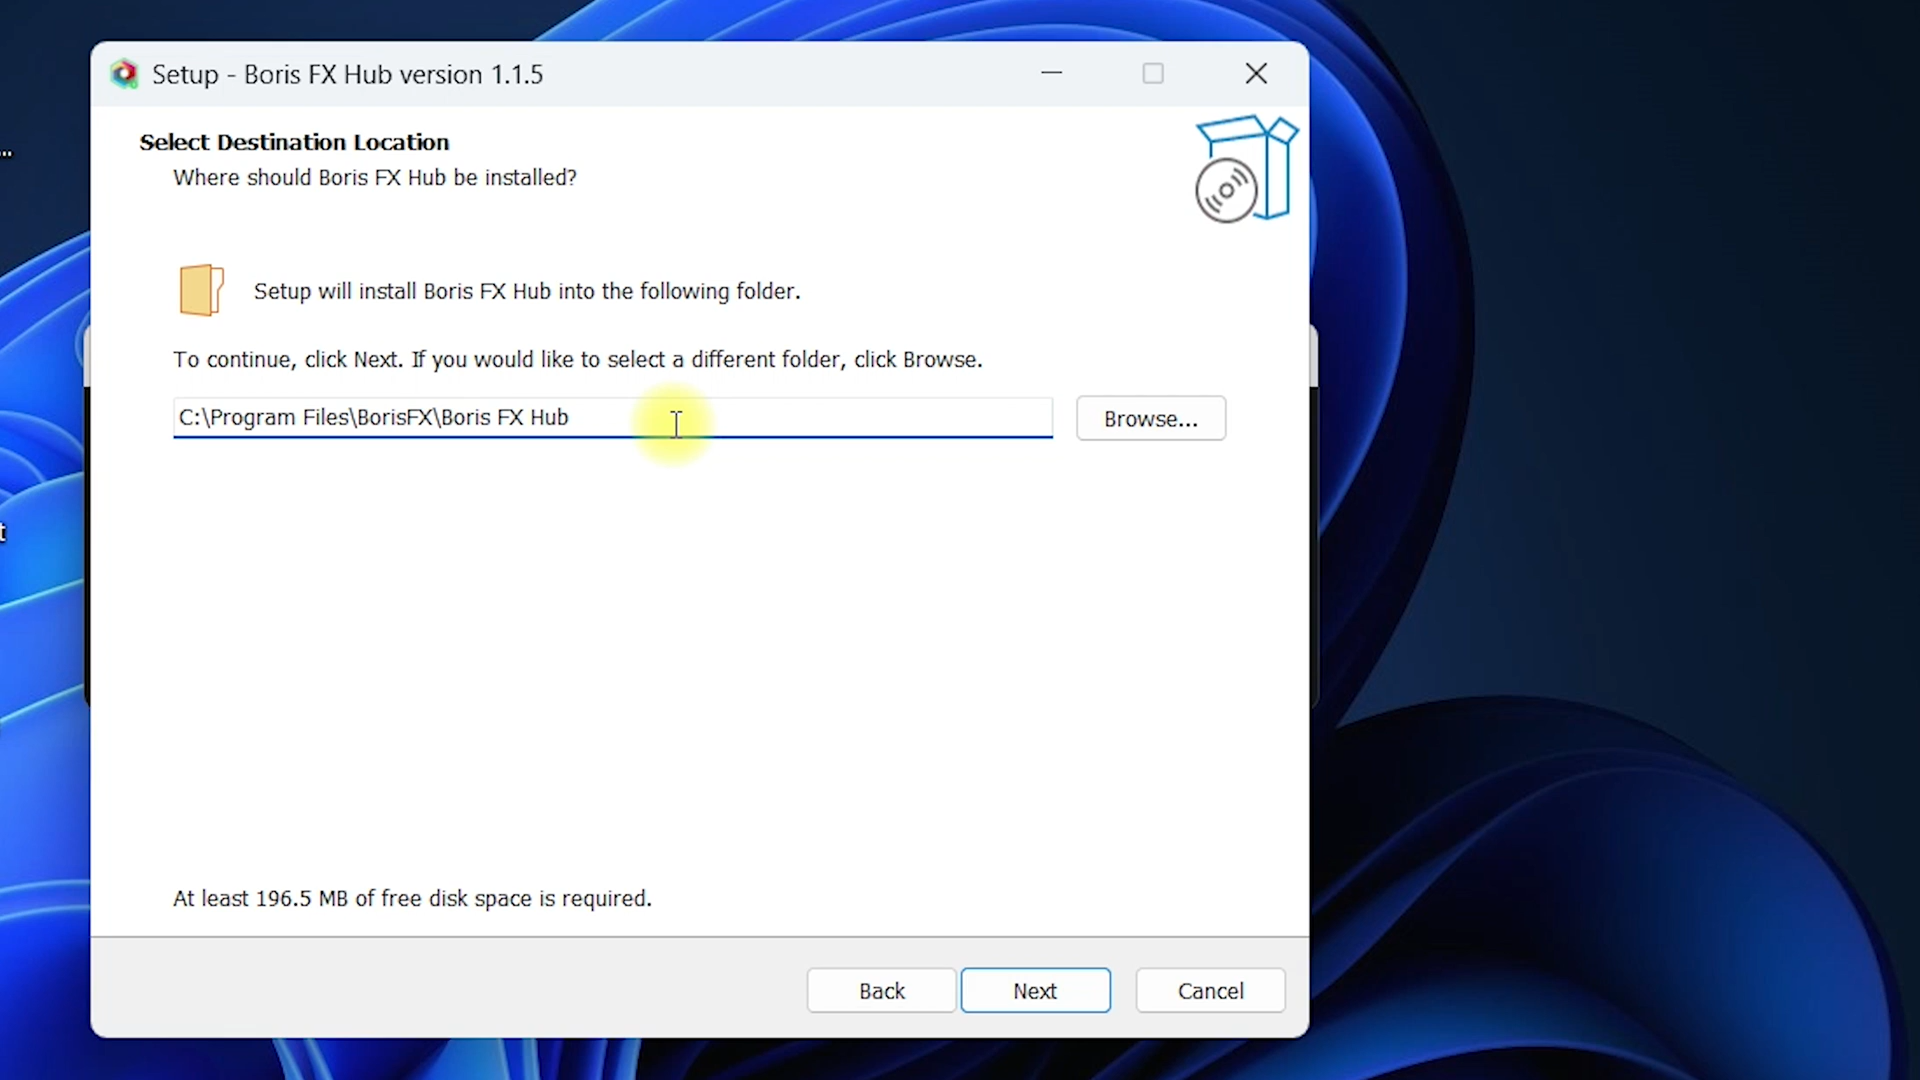 Setup - Boris FX Hub version 1.1.5
Select Destination Location
Where should Boris FX Hub be installed?
Setup will install Boris FX Hub into the following folder.
To continue, click Next. If you would like to select a different folder, click Browse.
C:\Program Files\BorisFX\Boris FX Hub
Browse...
At least 196.5 MB of free disk space is required.
Back
Next
Cancel
...
t